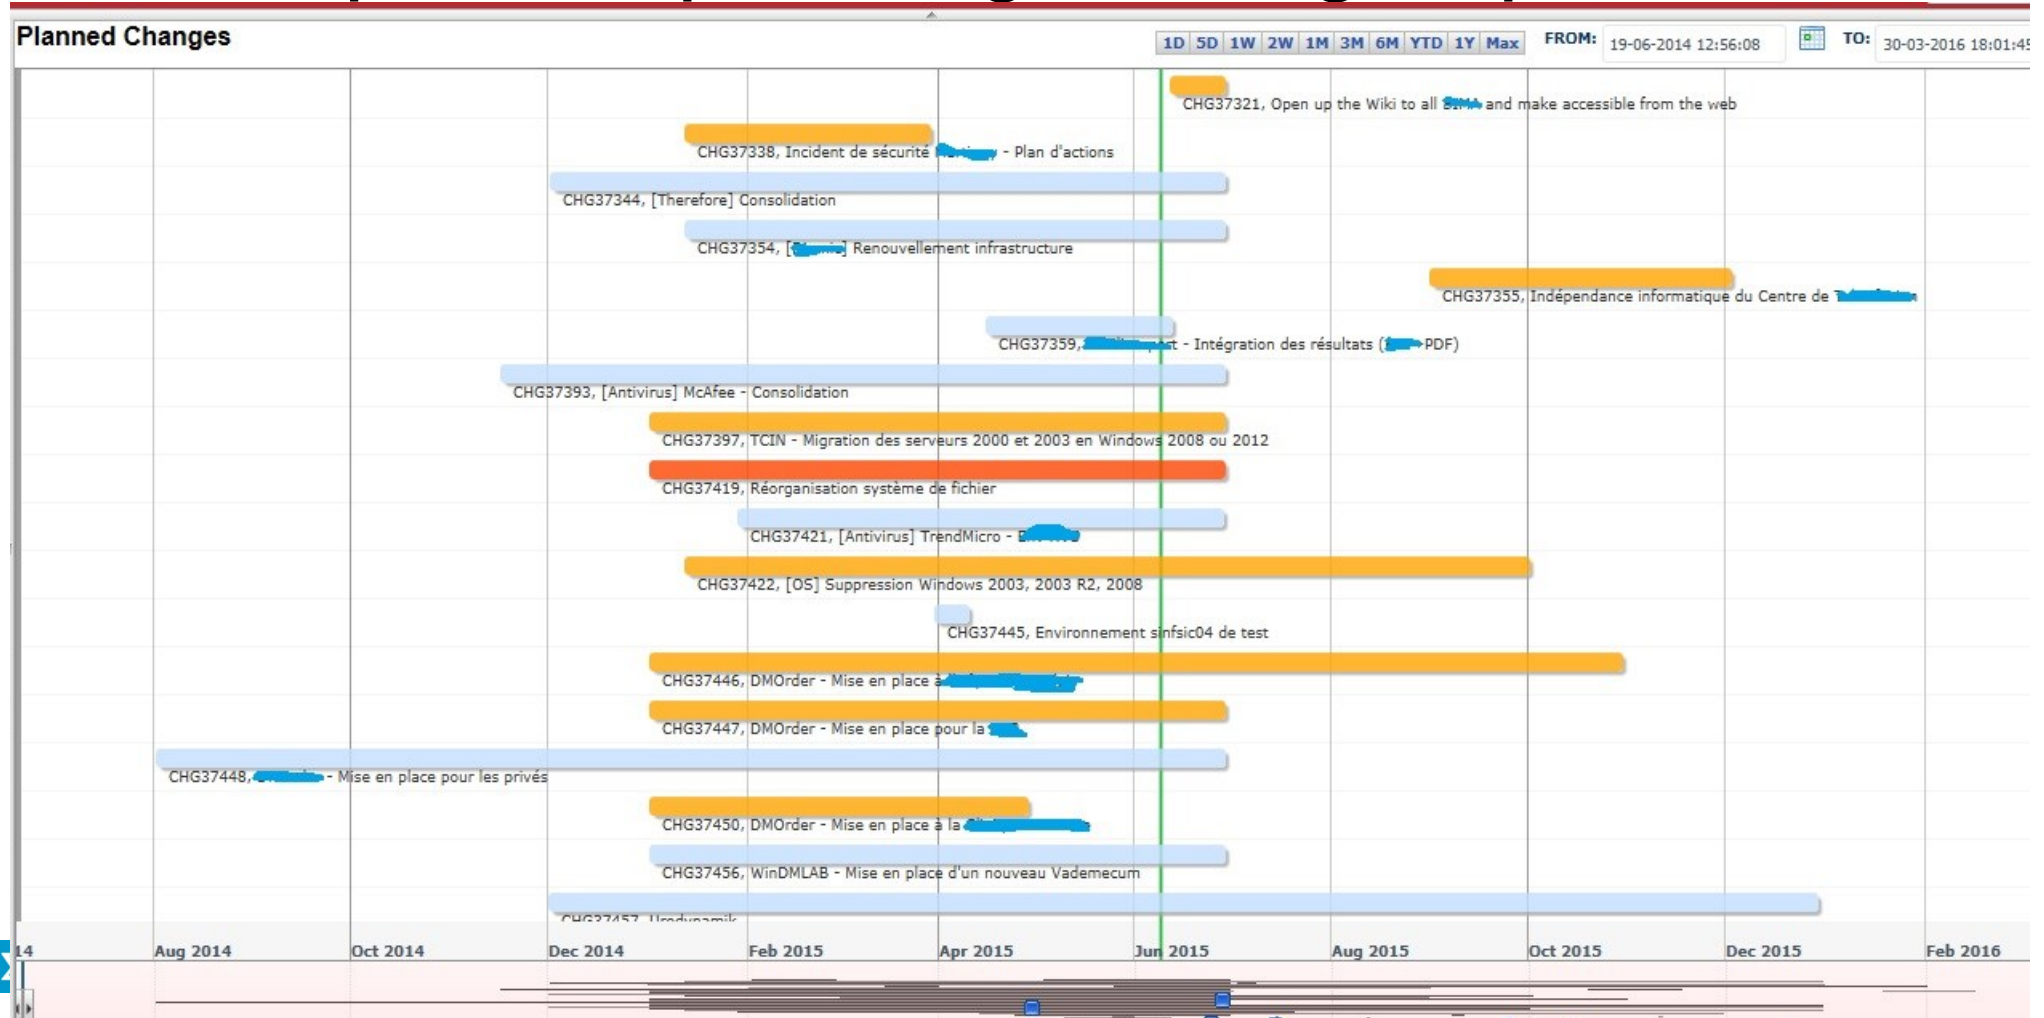 Planned Changes
1D 5D 1W 2W 1M 3M 6M YTD 1Y Max FROM: 19-06-2014 12:56:08 TO: 30-03-2016 18:01:45
CHG37321, Open up the Wiki to all and make accessible from the web
CHG37338, Incident de sécurité - Plan d'actions
CHG37344, [Therefore] Consolidation
CHG37354, [ ] Renouvellement infrastructure
CHG37355, Indépendance informatique du Centre de
CHG37359, - Intégration des résultats ( PDF)
CHG37393, [Antivirus] McAfee - Consolidation
CHG37397, TCIN - Migration des serveurs 2000 et 2003 en Windows 2008 ou 2012
CHG37419, Réorganisation système de fichier
CHG37421, [Antivirus] TrendMicro -
CHG37422, [OS] Suppression Windows 2003, 2003 R2, 2008
CHG37445, Environnement sinfsic04 de test
CHG37446, DMOrder - Mise en place à
CHG37447, DMOrder - Mise en place pour la
CHG37448, - Mise en place pour les privés
CHG37450, DMOrder - Mise en place à la
CHG37456, WinDMLAB - Mise en place d'un nouveau Vademecum
CHG37457, Urodynamik
14 Aug 2014 Oct 2014 Dec 2014 Feb 2015 Apr 2015 Jun 2015 Aug 2015 Oct 2015 Dec 2015 Feb 2016